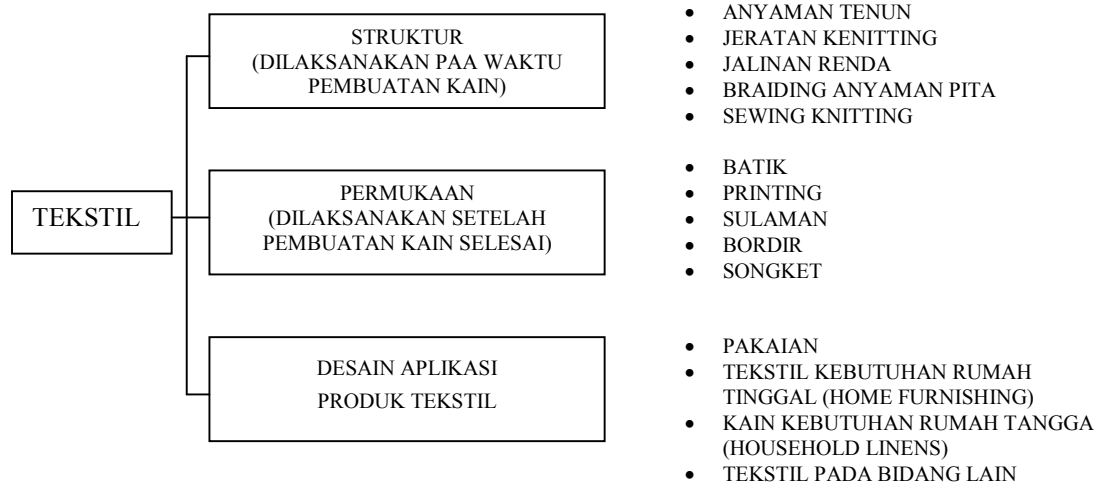 TEKSTIL
STRUKTUR
(DILAKSANAKAN PAA WAKTU
PEMBUATAN KAIN)
• ANYAMAN TENUN
• JERATAN KENITTING
• JALINAN RENDA
• BRAIDING ANYAMAN PITA
• SEWING KNITTING
PERMUKAAN
(DILAKSANAKAN SETELAH
PEMBUATAN KAIN SELESAI)
• BATIK
• PRINTING
• SULAMAN
• BORDIR
• SONGKET
DESAIN APLIKASI
PRODUK TEKSTIL
• PAKAIAN
• TEKSTIL KEBUTUHAN RUMAH
TINGGAL (HOME FURNISHING)
• KAIN KEBUTUHAN RUMAH TANGGA
(HOUSEHOLD LINENS)
• TEKSTIL PADA BIDANG LAIN